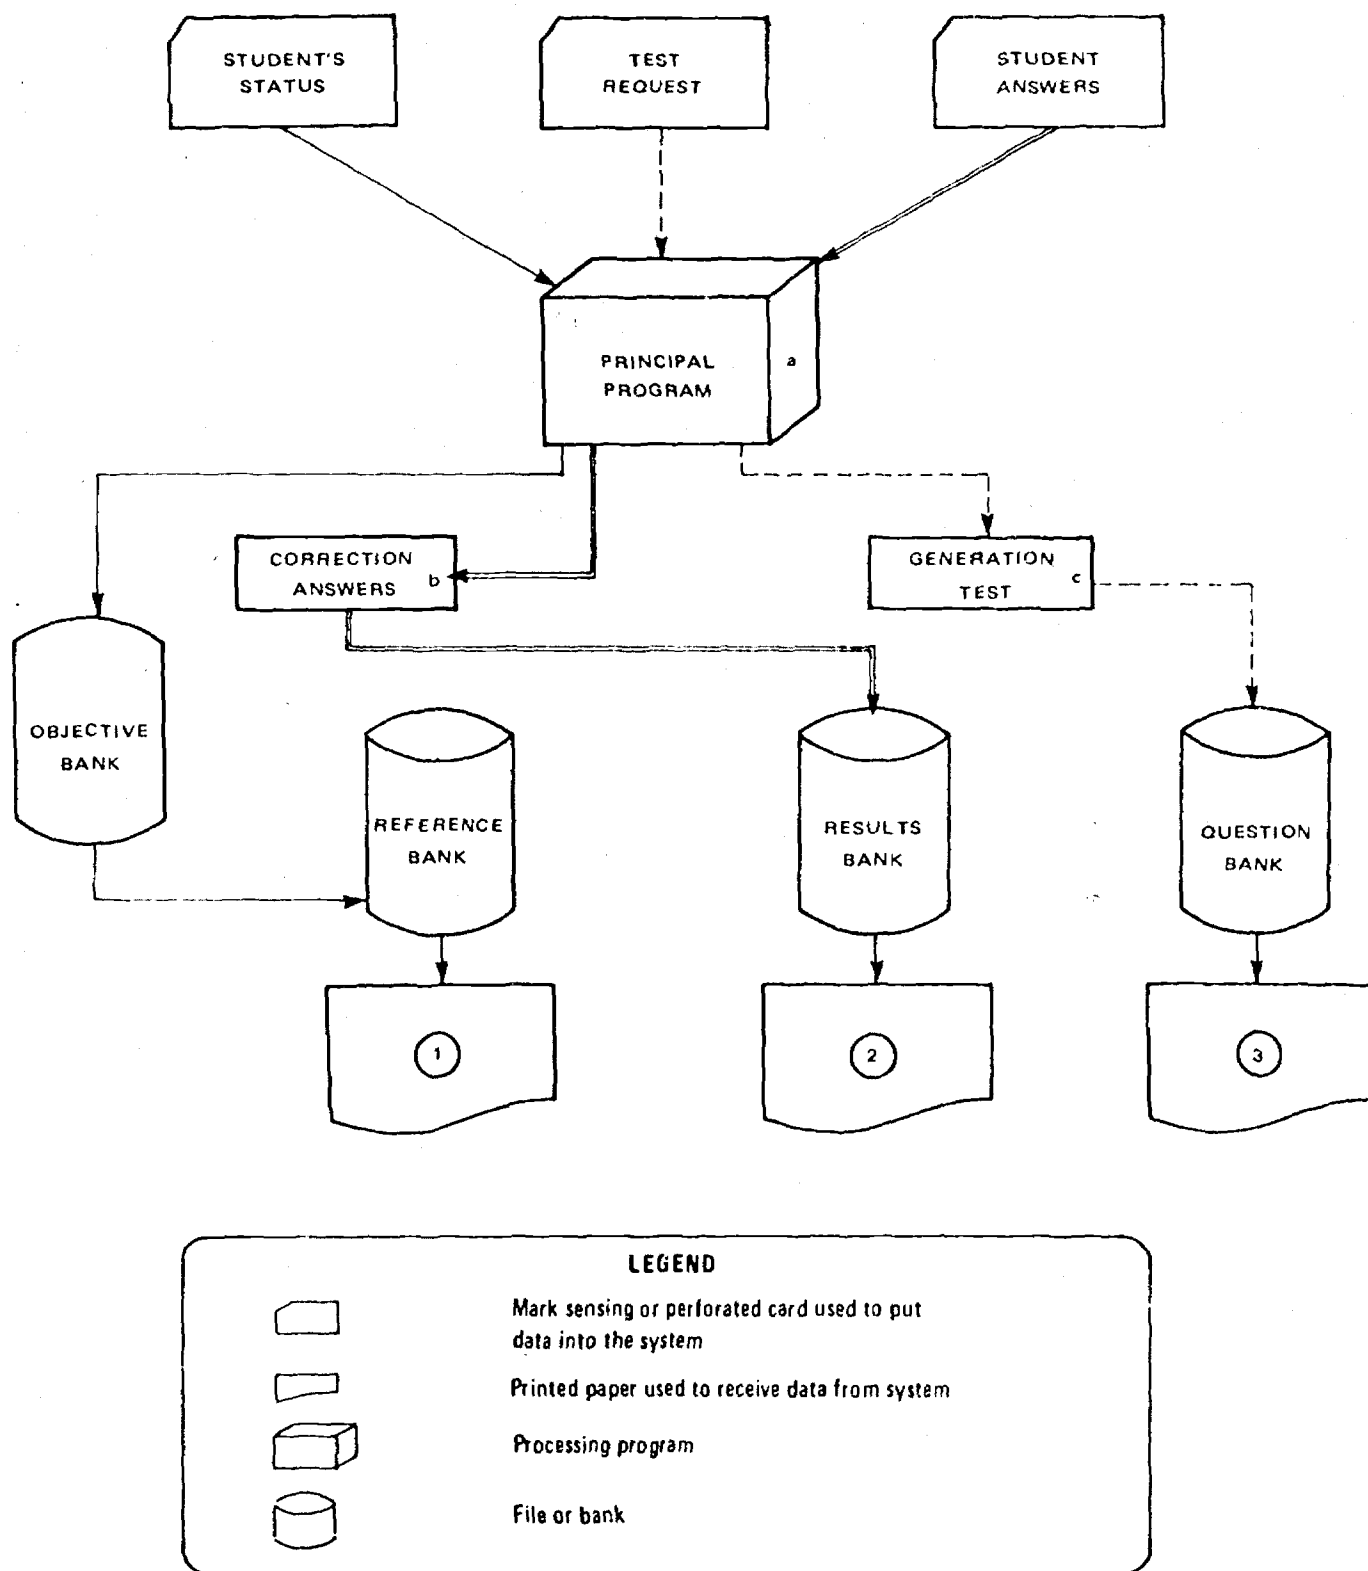 STUDENT'S
STATUS
TEST
REQUEST
STUDENT
ANSWERS
PRINCIPAL
PROGRAM
a
CORRECTION
ANSWERS
b
GENERATION
TEST
c
OBJECTIVE
BANK
REFERENCE
BANK
RESULTS
BANK
QUESTION
BANK
1
2
3
LEGEND
Mark sensing or perforated card used to put
data into the system
Printed paper used to receive data from system
Processing program
File or bank